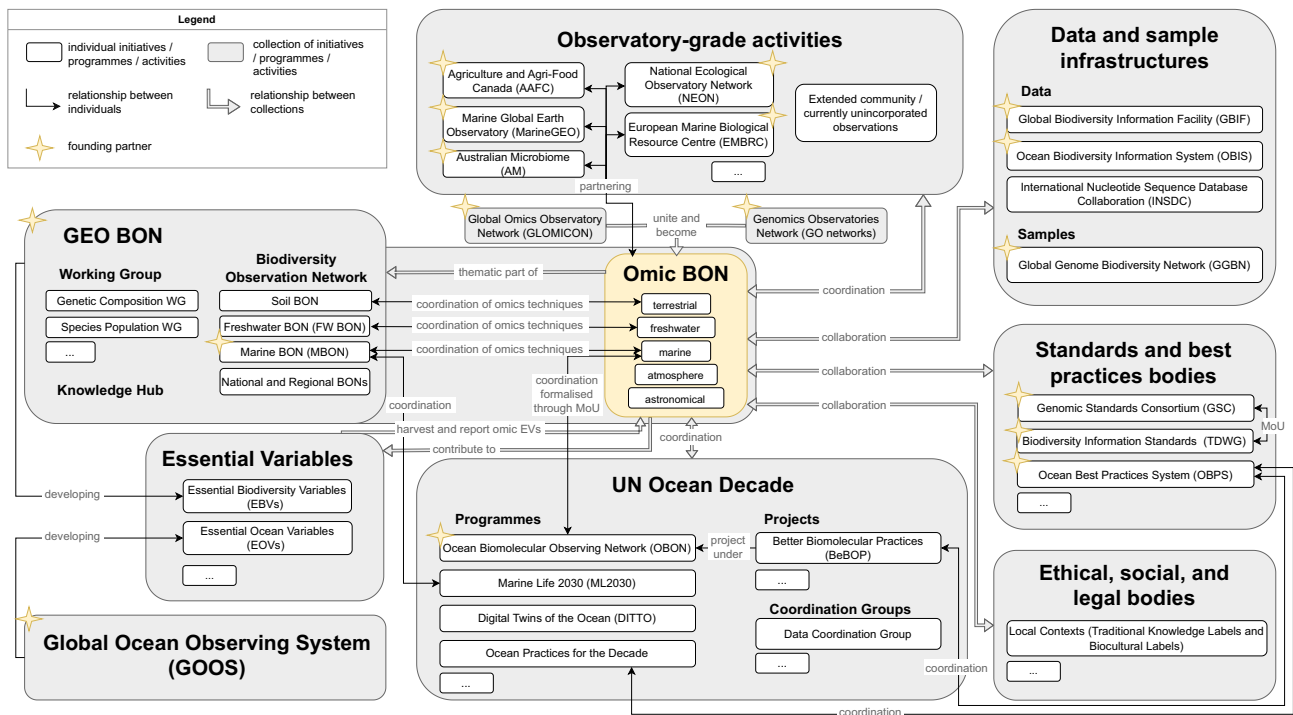 Legend
individual initiatives /
programmes / activities
collection of initiatives
/ programmes /
activities
relationship between
individuals
relationship between
collections
founding partner
Observatory-grade activities
Agriculture and Agri-Food
Canada (AAFC)
National Ecological
Observatory Network
(NEON)
Marine Global Earth
Observatory (MarineGEO)
European Marine Biological
Resource Centre (EMBRC)
Australian Microbiome
(AM)
...
Extended community /
currently unincorporated
observations
partnering
Data and sample
infrastructures
Data
Global Biodiversity Information Facility (GBIF)
Ocean Biodiversity Information System (OBIS)
International Nucleotide Sequence Database
Collaboration (INSDC)
Samples
Global Genome Biodiversity Network (GGBN)
Global Omics Observatory
Network (GLOMICON)
unite and
become
Genomics Observatories
Network (GO networks)
GEO BON
Working Group
Genetic Composition WG
Species Population WG
...
Knowledge Hub
Biodiversity
Observation Network
Soil BON
Freshwater BON (FW BON)
Marine BON (MBON)
National and Regional BONs
thematic part of
coordination of omics techniques
coordination of omics techniques
coordination of omics techniques
coordination
formalised
through MoU
coordination
Omic BON
terrestrial
freshwater
marine
atmosphere
astronomical
coordination
collaboration
collaboration
collaboration
harvest and report omic EVs
contribute to
coordination
Standards and best
practices bodies
Genomic Standards Consortium (GSC)
MoU
Biodiversity Information Standards (TDWG)
Ocean Best Practices System (OBPS)
...
Essential Variables
Essential Biodiversity Variables
(EBVs)
Essential Ocean Variables
(EOVs)
...
developing
developing
Global Ocean Observing System
(GOOS)
UN Ocean Decade
Programmes
Ocean Biomolecular Observing Network (OBON)
Marine Life 2030 (ML2030)
Digital Twins of the Ocean (DITTO)
Ocean Practices for the Decade
...
project
under
Projects
Better Biomolecular Practices
(BeBOP)
...
Coordination Groups
Data Coordination Group
...
Ethical, social, and
legal bodies
Local Contexts (Traditional Knowledge Labels and
Biocultural Labels)
...
coordination
coordination